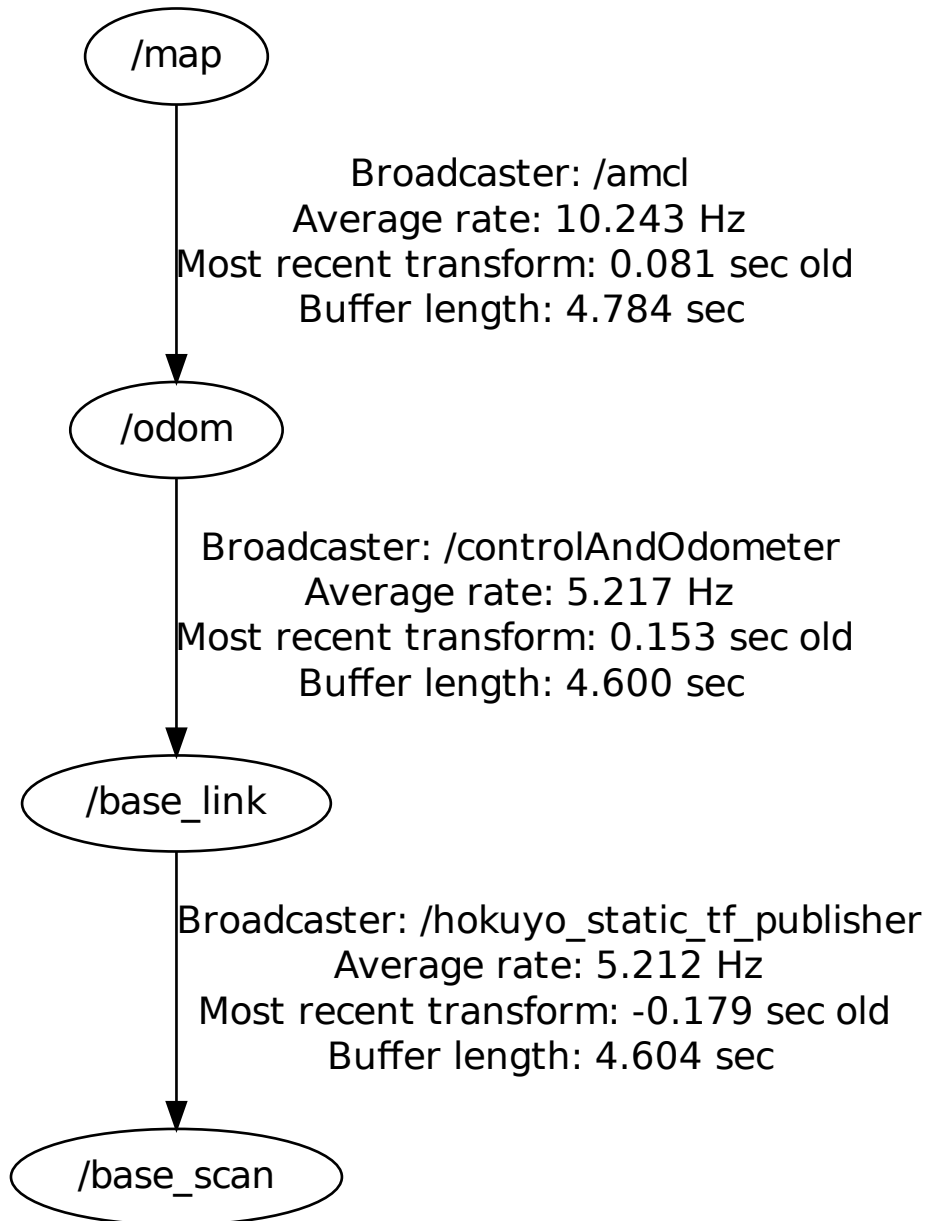 /map
Broadcaster: /amcl
Average rate: 10.243 Hz
Most recent transform: 0.081 sec old
Buffer length: 4.784 sec
/odom
Broadcaster: /controlAndOdometer
Average rate: 5.217 Hz
Most recent transform: 0.153 sec old
Buffer length: 4.600 sec
/base_link
Broadcaster: /hokuyo_static_tf_publisher
Average rate: 5.212 Hz
Most recent transform: -0.179 sec old
Buffer length: 4.604 sec
/base_scan